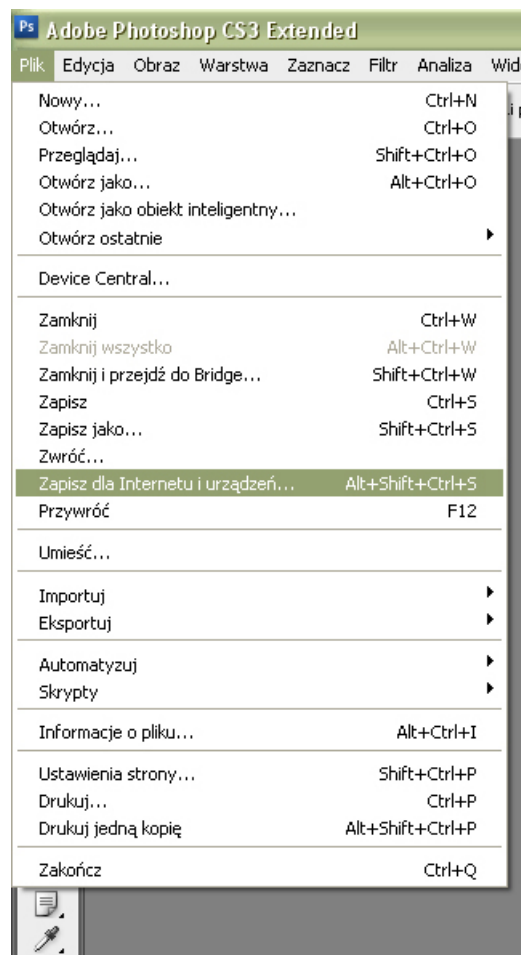 Ps Adobe Photoshop CS3 Extended
Plik Edycja Obraz Warstwa Zaznacz Filtr Analiza
Nowy... Ctrl+N
Otwórz... Ctrl+O
Przeglądaj... Shift+Ctrl+O
Otwórz jako... Alt+Ctrl+O
Otwórz jako obiekt inteligentny...
Otwórz ostatnie
Device Central...
Zamknij Ctrl+W
Zamknij wszystko Alt+Ctrl+W
Zamknij i przejdź do Bridge... Shift+Ctrl+W
Zapisz Ctrl+S
Zapisz jako... Shift+Ctrl+S
Zwróć...
Zapisz dla Internetu i urządzeń... Alt+Shift+Ctrl+S
Przywróć F12
Umieść...
Importuj
Eksportuj
Automatyzuj
Skrypty
Informacje o pliku... Alt+Ctrl+I
Ustawienia strony... Shift+Ctrl+P
Drukuj... Ctrl+P
Drukuj jedną kopię Alt+Shift+Ctrl+P
Zakończ Ctrl+Q